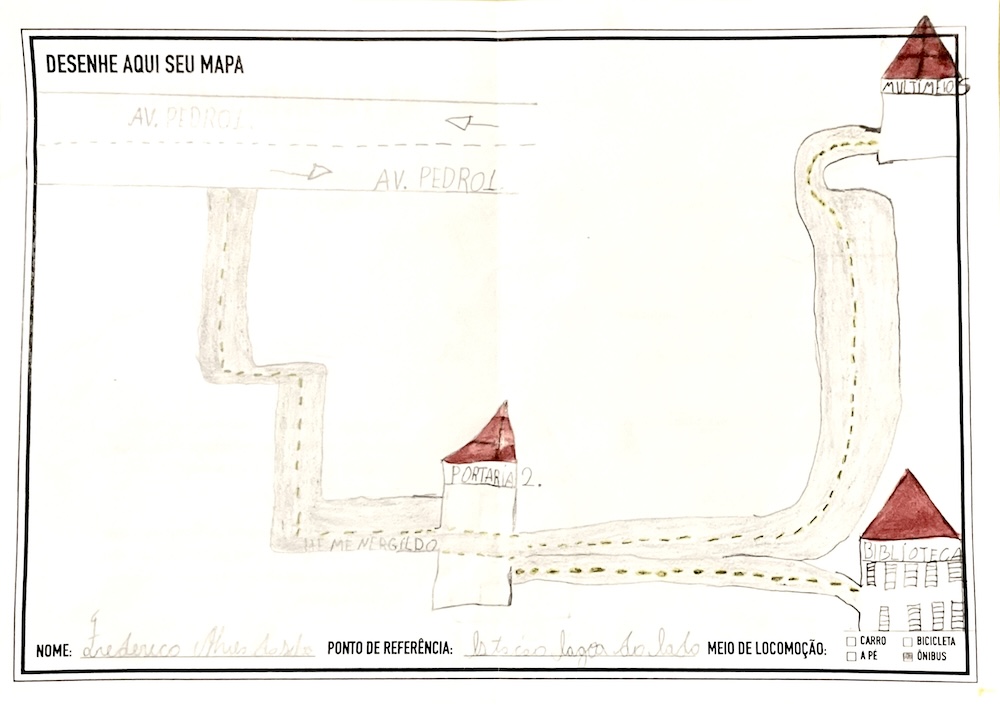 DESENHE AQUI SEU MAPA
MULTIMEIOS
AV. PEDRO I.
AV. PEDRO I.
PORTARIA 2.
HEMENERGILDO
BIBLIOTECA
NOME: Frederico Alves da
PONTO DE REFERÊNCIA: Estação lagoa do lado
MEIO DE LOCOMOÇÃO:
CARRO
BICICLETA
A PÉ
ÔNIBUS